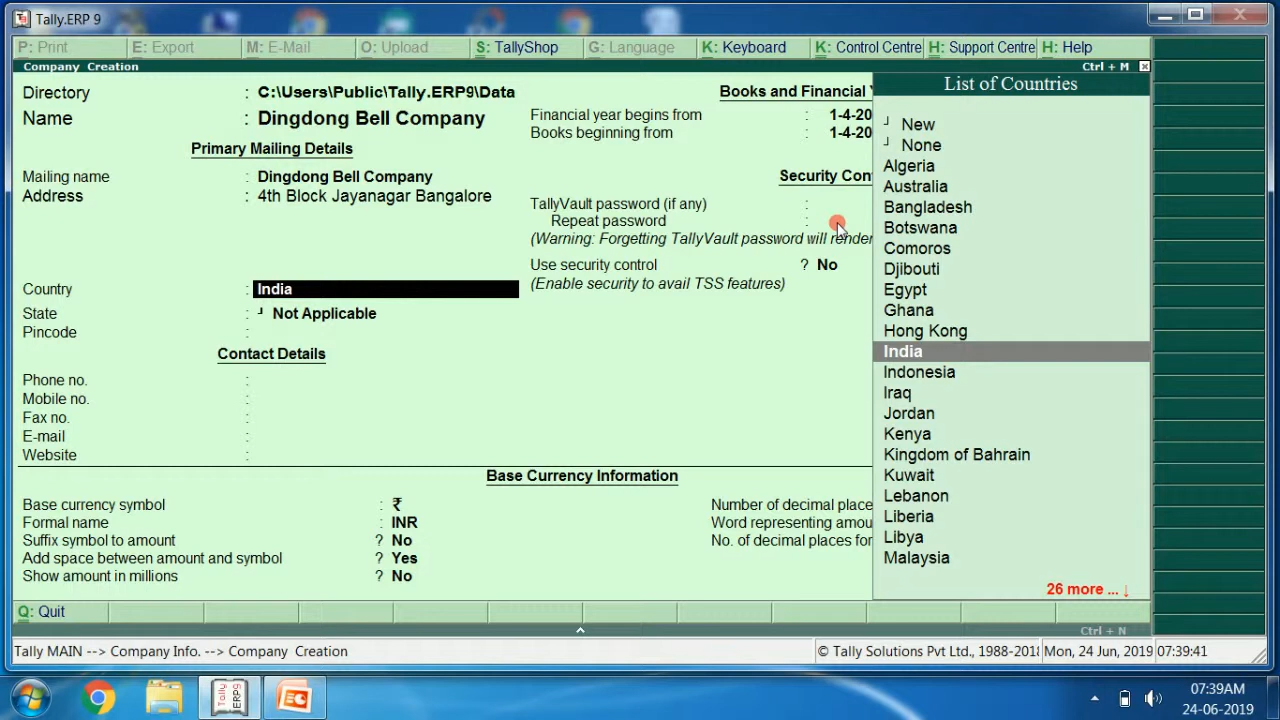 Tally.ERP 9
P: Print E: Export M: E-Mail O: Upload S: TallyShop G: Language K: Keyboard K: Control Centre H: Support Centre H: Help
Company Creation Ctrl + M
Directory : C:\Users\Public\Tally.ERP9\Data
Name : Dingdong Bell Company
Primary Mailing Details
Mailing name : Dingdong Bell Company
Address : 4th Block Jayanagar Bangalore
Country : India
State : Not Applicable
Pincode :
Contact Details
Phone no. :
Mobile no. :
Fax no. :
E-mail :
Website :
Books and Financial Y
Financial year begins from : 1-4-20
Books beginning from : 1-4-20
Security Con
TallyVault password (if any) :
Repeat password :
(Warning: Forgetting TallyVault password will render
Use security control ? No
(Enable security to avail TSS features)
Base Currency Information
Base currency symbol : ₹
Formal name : INR
Suffix symbol to amount ? No
Add space between amount and symbol ? Yes
Show amount in millions ? No
Number of decimal place
Word representing amou
No. of decimal places for
List of Countries
New
None
Algeria
Australia
Bangladesh
Botswana
Comoros
Djibouti
Egypt
Ghana
Hong Kong
India
Indonesia
Iraq
Jordan
Kenya
Kingdom of Bahrain
Kuwait
Lebanon
Liberia
Libya
Malaysia
26 more ... ↓
Q: Quit
Ctrl + N
Tally MAIN --> Company Info. --> Company Creation © Tally Solutions Pvt Ltd., 1988-2018 Mon, 24 Jun, 2019 07:39:41
Tally ERP9
07:39AM
24-06-2019